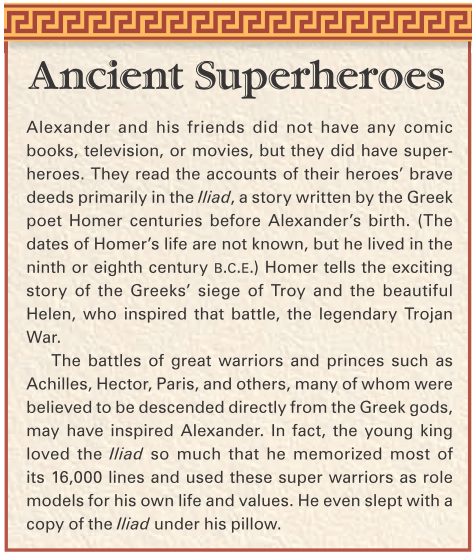 Ancient Superheroes
Alexander and his friends did not have any comic
books, television, or movies, but they did have super-
heroes. They read the accounts of their heroes' brave
deeds primarily in the Iliad, a story written by the Greek
poet Homer centuries before Alexander's birth. (The
dates of Homer's life are not known, but he lived in the
ninth or eighth century B.C.E.) Homer tells the exciting
story of the Greeks' siege of Troy and the beautiful
Helen, who inspired that battle, the legendary Trojan
War.
The battles of great warriors and princes such as
Achilles, Hector, Paris, and others, many of whom were
believed to be descended directly from the Greek gods,
may have inspired Alexander. In fact, the young king
loved the Iliad so much that he memorized most of
its 16,000 lines and used these super warriors as role
models for his own life and values. He even slept with a
copy of the Iliad under his pillow.